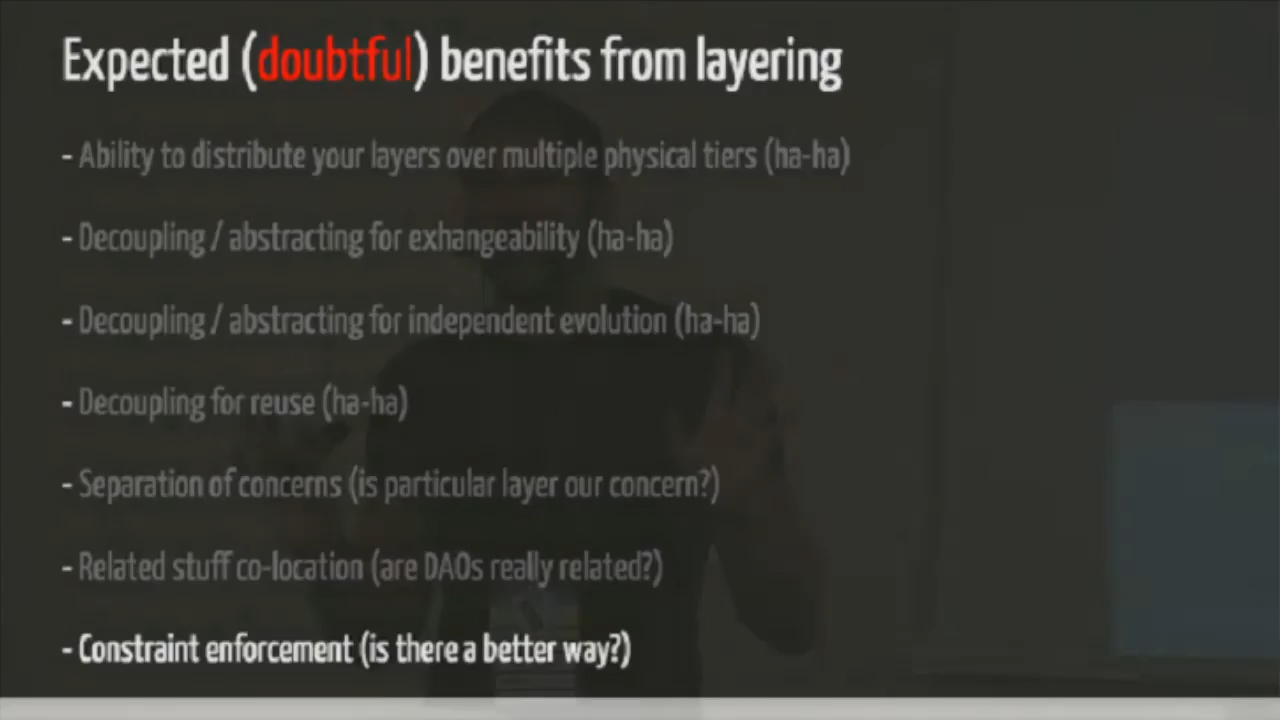 Expected (doubtful) benefits from layering
- Ability to distribute your layers over multiple physical tiers (ha-ha)
- Decoupling / abstracting for exhangeability (ha-ha)
- Decoupling / abstracting for independent evolution (ha-ha)
- Decoupling for reuse (ha-ha)
- Separation of concerns (is particular layer our concern?)
- Related stuff co-location (are DAOs really related?)
- Constraint enforcement (is there a better way?)